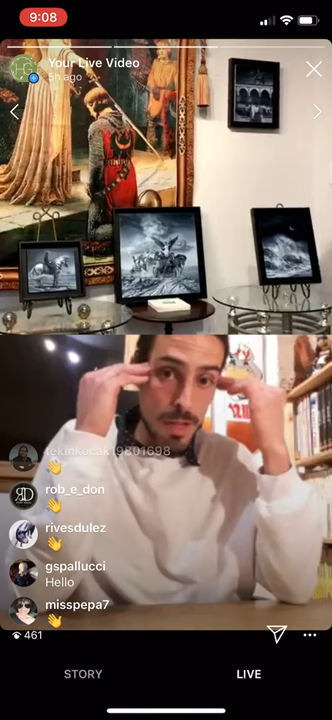 9:08
Your Live Video
5h ago
tekinkocak19801698
👋
rob_e_don
👋
rivesdulez
👋
gspallucci
Hello
misspepa7
👋
461
STORY
LIVE